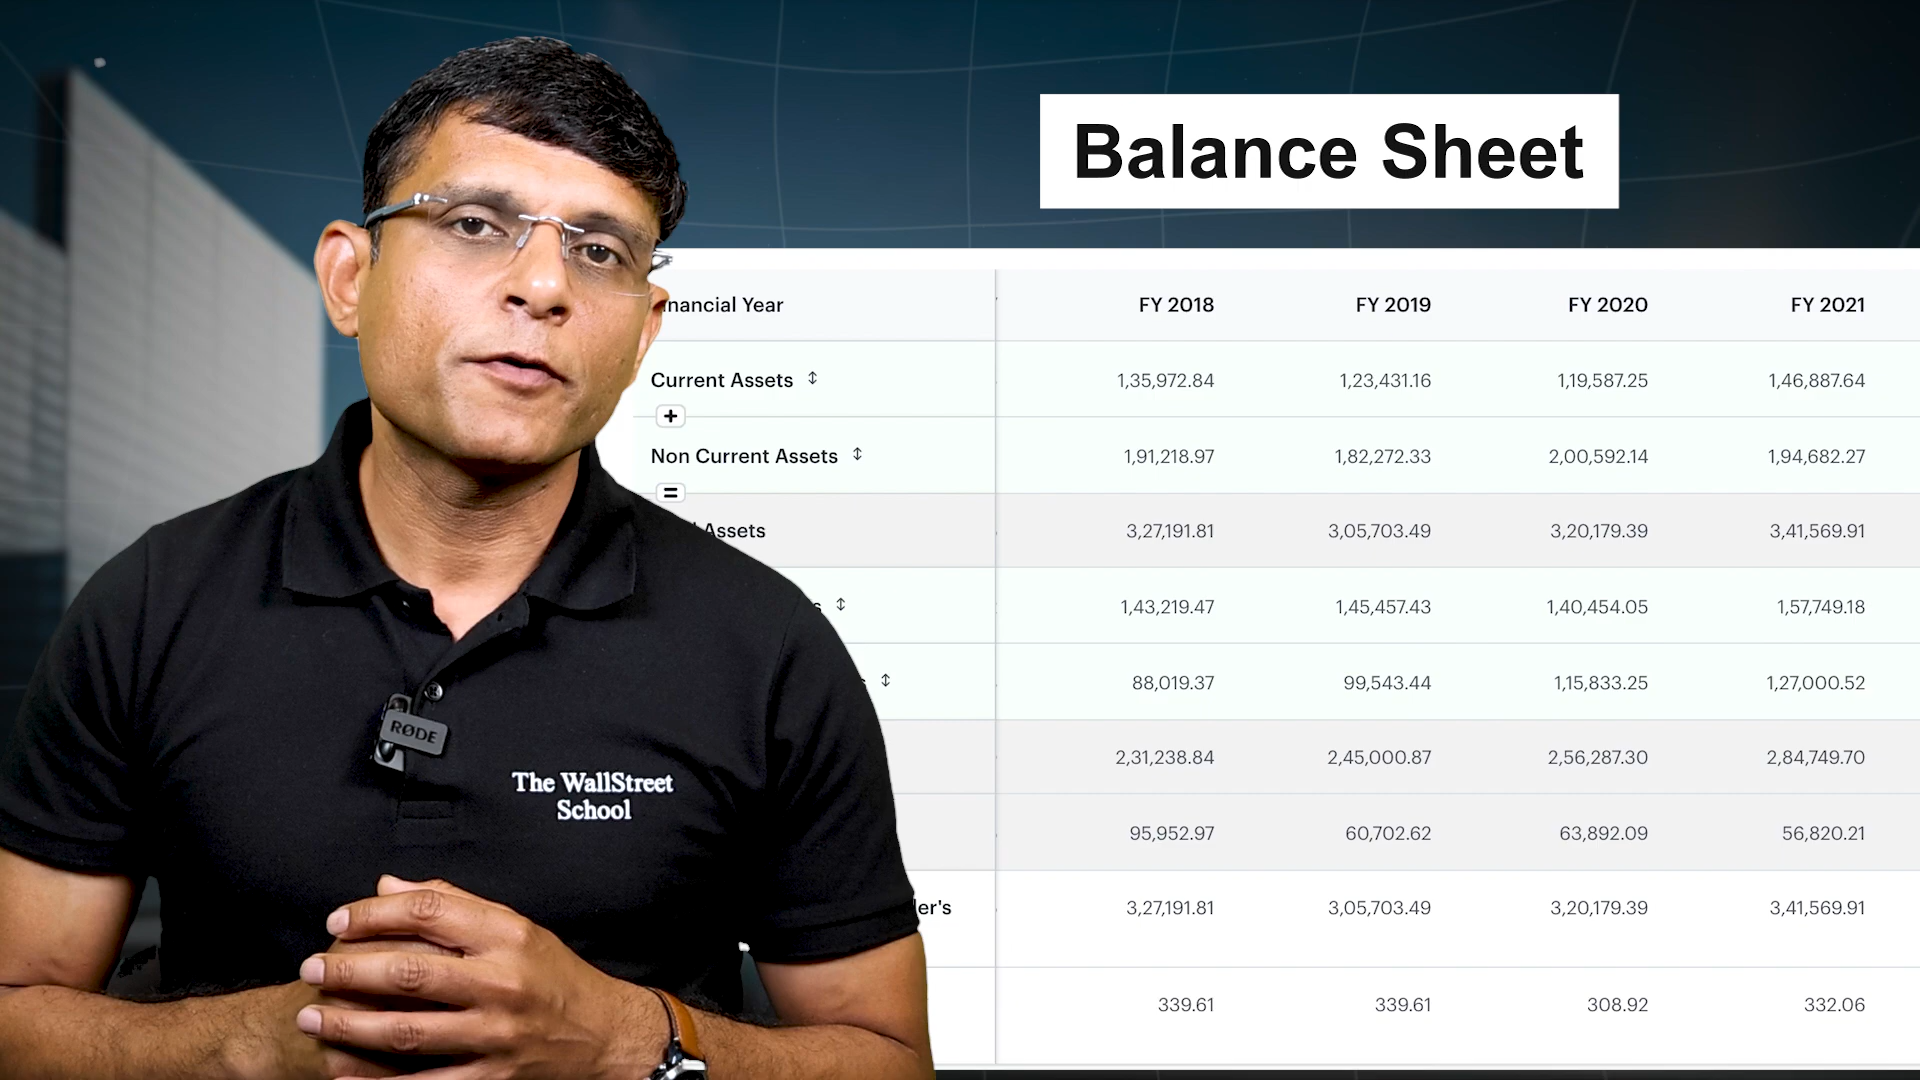 Balance Sheet
Financial Year FY 2018 FY 2019 FY 2020 FY 2021
Current Assets 1,35,972.84 1,23,431.16 1,19,587.25 1,46,887.64
+
Non Current Assets 1,91,218.97 1,82,272.33 2,00,592.14 1,94,682.27
=
Assets 3,27,191.81 3,05,703.49 3,20,179.39 3,41,569.91
1,43,219.47 1,45,457.43 1,40,454.05 1,57,749.18
88,019.37 99,543.44 1,15,833.25 1,27,000.52
2,31,238.84 2,45,000.87 2,56,287.30 2,84,749.70
95,952.97 60,702.62 63,892.09 56,820.21
3,27,191.81 3,05,703.49 3,20,179.39 3,41,569.91
339.61 339.61 308.92 332.06
RØDE
The WallStreet
School